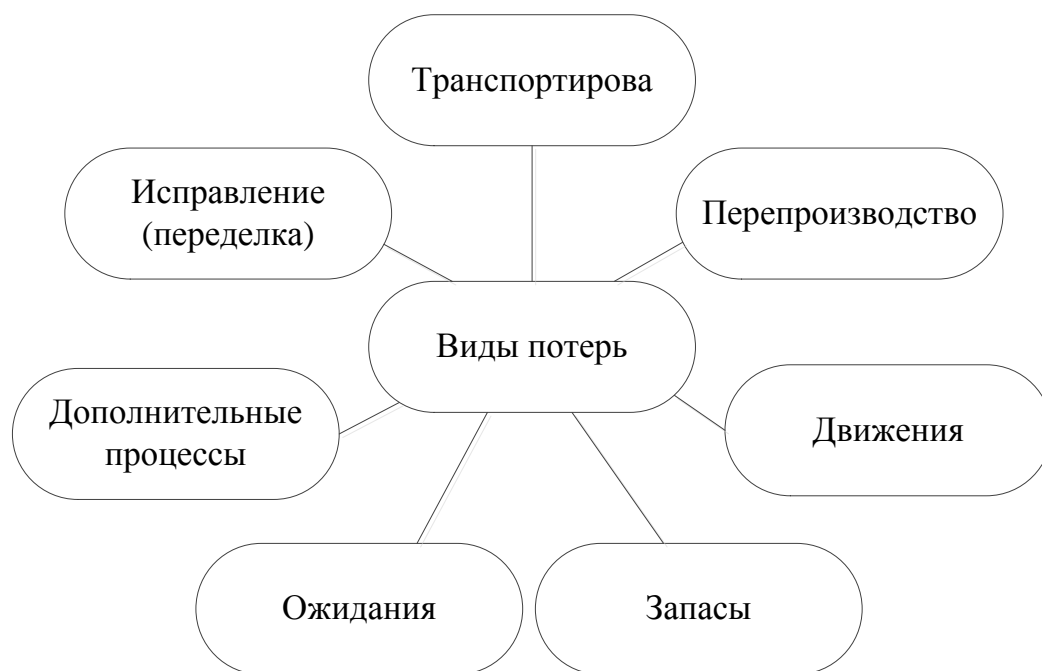 Транспортирова
Исправление
(переделка)
Перепроизводство
Виды потерь
Дополнительные
процессы
Движения
Ожидания
Запасы